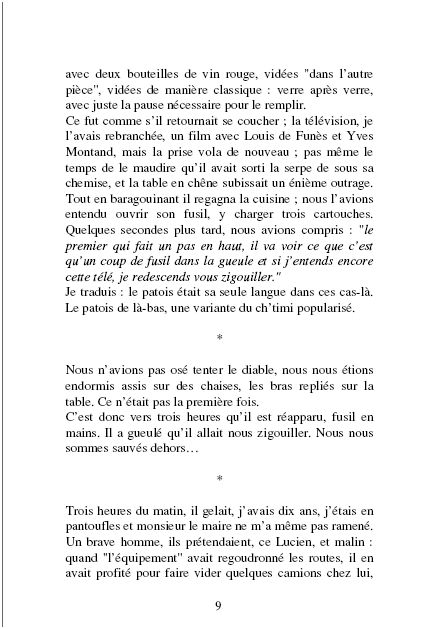 avec deux bouteilles de vin rouge, vidées "dans l'autre
pièce", vidées de manière classique : verre après verre,
avec juste la pause nécessaire pour le remplir.
Ce fut comme s'il retournait se coucher ; la télévision, je
l'avais rebranchée, un film avec Louis de Funès et Yves
Montand, mais la prise vola de nouveau ; pas même le
temps de le maudire qu'il avait sorti la serpe de sous sa
chemise, et la table en chêne subissait un énième outrage.
Tout en baragouinant il regagna la cuisine ; nous l'avions
entendu ouvrir son fusil, y charger trois cartouches.
Quelques secondes plus tard, nous avions compris : "le
premier qui fait un pas en haut, il va voir ce que c'est
qu'un coup de fusil dans la gueule et si j'entends encore
cette télé, je redescends vous zigouiller."
Je traduis : le patois était sa seule langue dans ces cas-là.
Le patois de là-bas, une variante du ch'timi popularisé.
*
Nous n'avions pas osé tenter le diable, nous nous étions
endormis assis sur des chaises, les bras repliés sur la
table. Ce n'était pas la première fois.
C'est donc vers trois heures qu'il est réapparu, fusil en
mains. Il a gueulé qu'il allait nous zigouiller. Nous nous
sommes sauvés dehors…
*
Trois heures du matin, il gelait, j'avais dix ans, j'étais en
pantoufles et monsieur le maire ne m'a même pas ramené.
Un brave homme, ils prétendaient, ce Lucien, et malin :
quand "l'équipement" avait regoudronné les routes, il en
avait profité pour faire vider quelques camions chez lui,
9